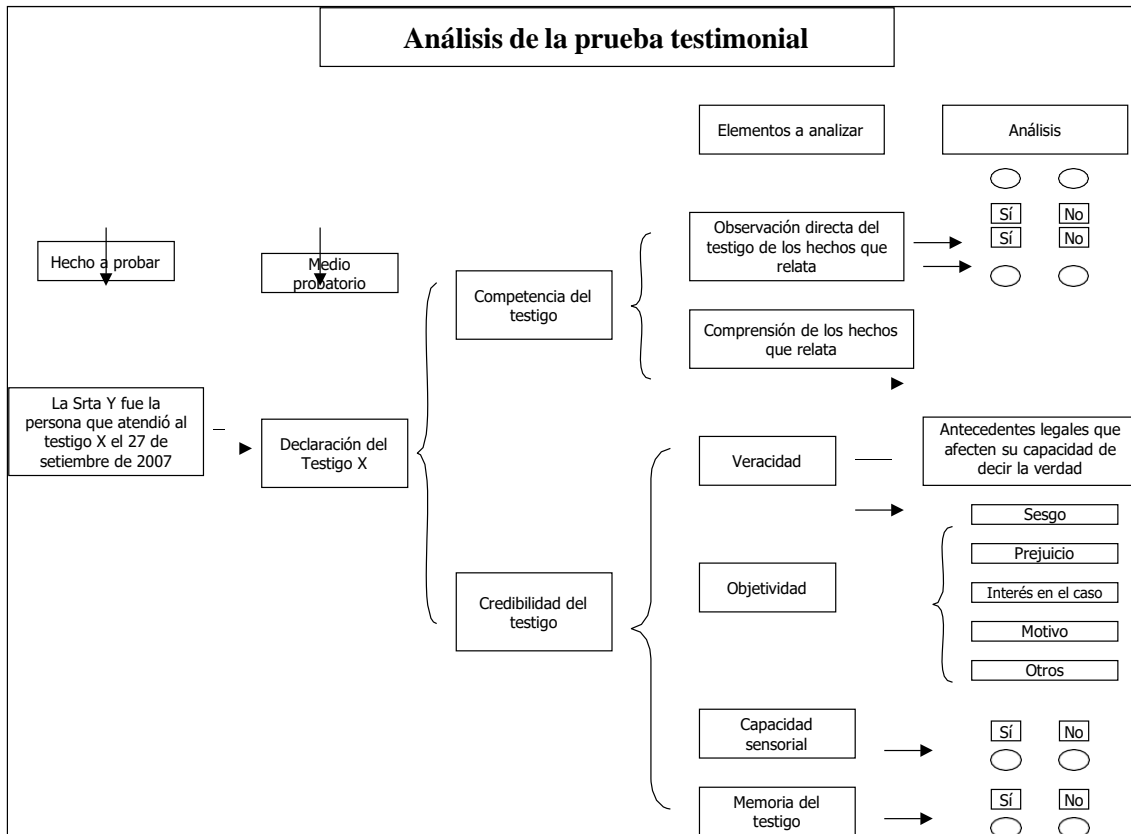 Análisis de la prueba testimonial
Elementos a analizar
Análisis
Hecho a probar
Medio
probatorio
La Srta Y fue la
persona que atendió al
testigo X el 27 de
setiembre de 2007
Declaración del
Testigo X
Competencia del
testigo
Observación directa del
testigo de los hechos que
relata
Sí No
Sí No
Comprensión de los hechos
que relata
Credibilidad del
testigo
Veracidad
Antecedentes legales que
afecten su capacidad de
decir la verdad
Objetividad
Sesgo
Prejuicio
Interés en el caso
Motivo
Otros
Capacidad
sensorial
Sí No
Memoria del
testigo
Sí No